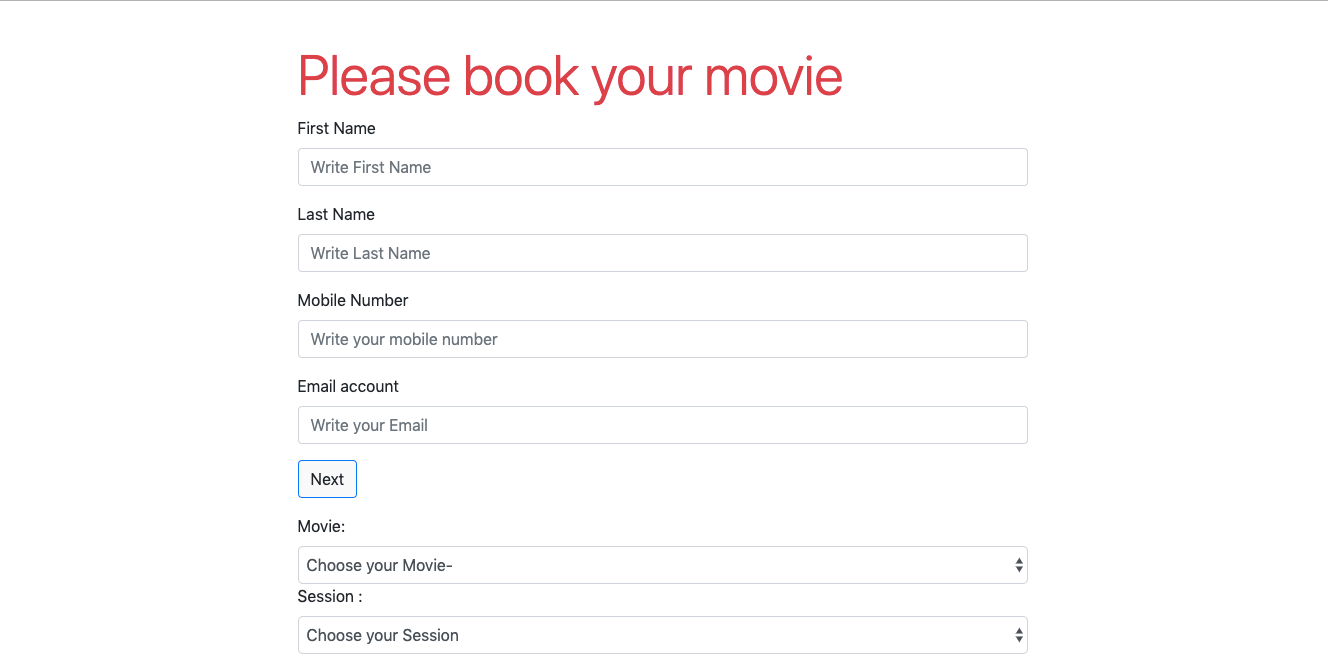 Please book your movie
First Name
Write First Name
Last Name
Write Last Name
Mobile Number
Write your mobile number
Email account
Write your Email
Next
Movie:
Choose your Movie-
Session :
Choose your Session